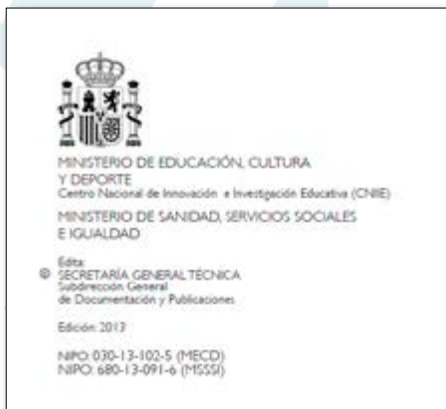 MINISTERIO DE EDUCACIÓN, CULTURA
Y DEPORTE
Centro Nacional de Innovación e Investigación Educativa (CNIIE)
MINISTERIO DE SANIDAD, SERVICIOS SOCIALES
E IGUALDAD
Edita:
© SECRETARÍA GENERAL TÉCNICA
Subdirección General
de Documentación y Publicaciones
Edición: 2013
NIPO: 030-13-102-5 (MECD)
NIPO: 680-13-091-6 (MSSSI)